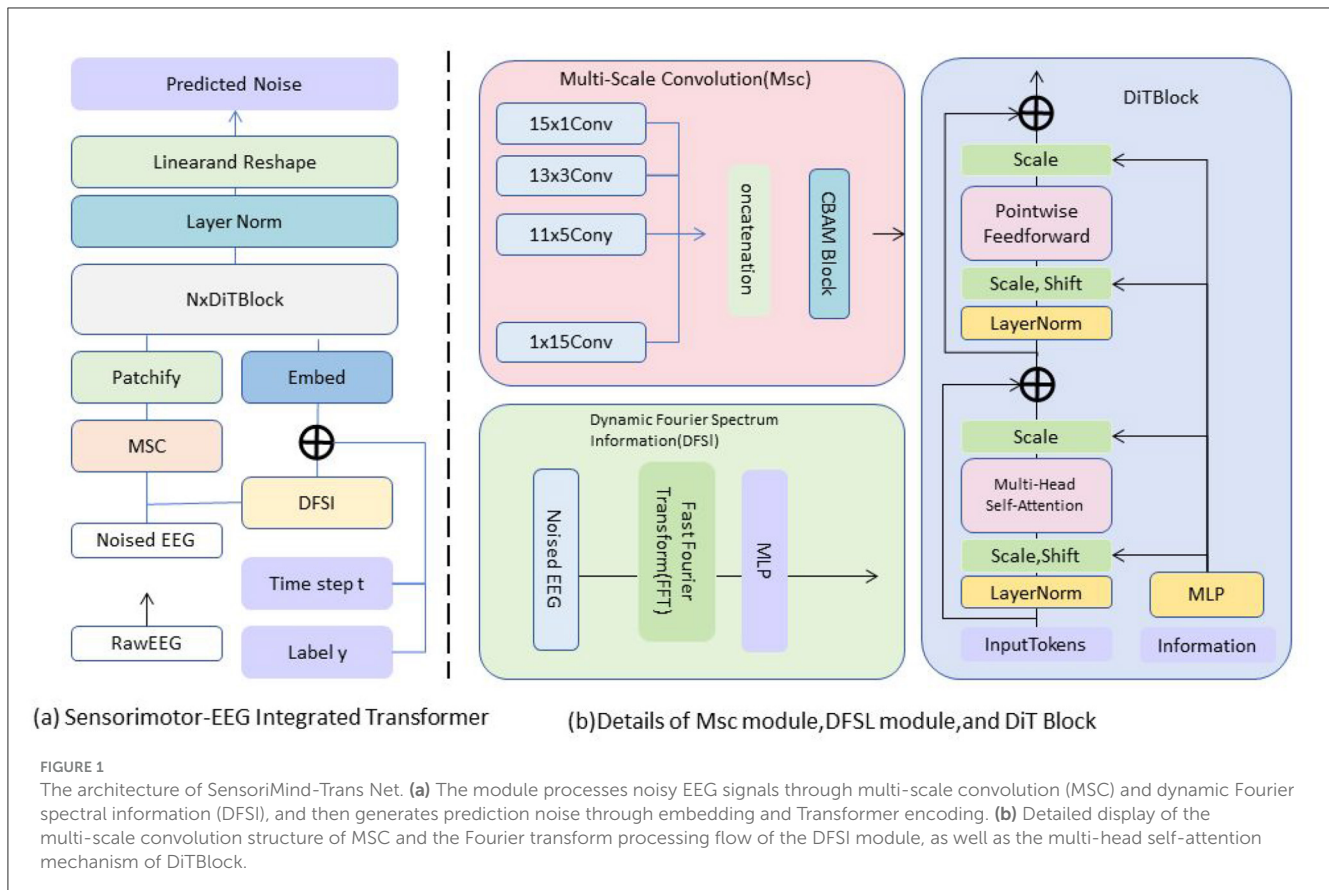 Predicted Noise
Linearand Reshape
Layer Norm
NxDiTBlock
Patchify
Embed
MSC
DFSI
Noised EEG
Time step t
RawEEG
Label y
(a) Sensorimotor-EEG Integrated Transformer
Multi-Scale Convolution(Msc)
15x1Conv
13x3Conv
11x5Cony
1x15Conv
oncatenation
CBAM Block
Dynamic Fourier Spectrum
Information(DFSI)
Noised EEG
Fast Fourier
Transform(FFT)
MLP
DiTBlock
Scale
Pointwise
Feedforward
Scale, Shift
LayerNorm
Scale
Multi-Head
Self-Attention
Scale,Shift
LayerNorm
MLP
InputTokens
Information
(b)Details of Msc module,DFSL module,and DiT Block
FIGURE 1
The architecture of SensoriMind-Trans Net. (a) The module processes noisy EEG signals through multi-scale convolution (MSC) and dynamic Fourier
spectral information (DFSI), and then generates prediction noise through embedding and Transformer encoding. (b) Detailed display of the
multi-scale convolution structure of MSC and the Fourier transform processing flow of the DFSI module, as well as the multi-head self-attention
mechanism of DiTBlock.